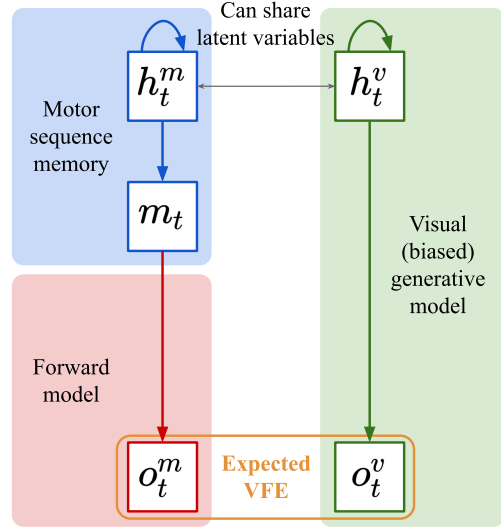 Can share
latent variables
h_t^m
h_t^v
Motor
sequence
memory
m_t
Visual
(biased)
generative
model
Forward
model
o_t^m
Expected
VFE
o_t^v